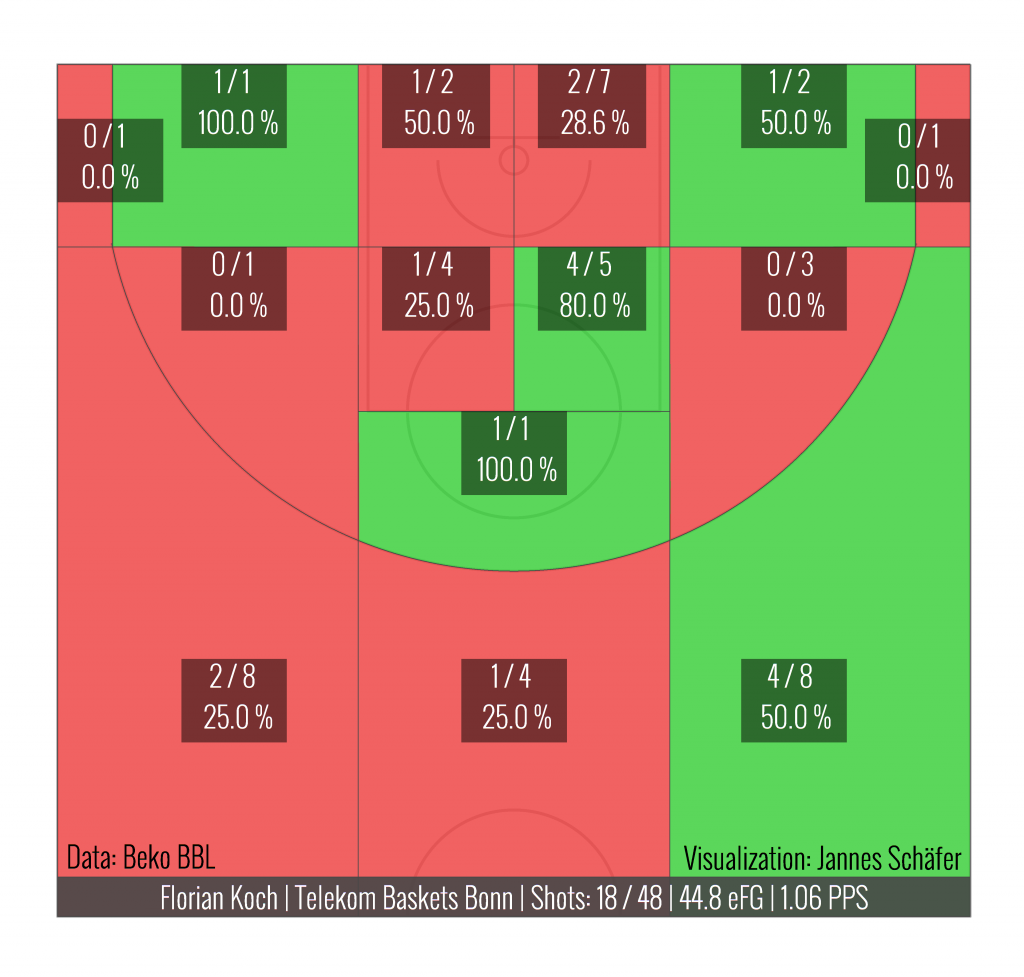 1 / 1
100.0 %
1 / 2
50.0 %
2 / 7
28.6 %
1 / 2
50.0 %
0 / 1
0.0 %
0 / 1
0.0 %
0 / 1
0.0 %
1 / 4
25.0 %
4 / 5
80.0 %
0 / 3
0.0 %
1 / 1
100.0 %
2 / 8
25.0 %
1 / 4
25.0 %
4 / 8
50.0 %
Data: Beko BBL
Visualization: Jannes Schäfer
Florian Koch | Telekom Baskets Bonn | Shots: 18 / 48 | 44.8 eFG | 1.06 PPS